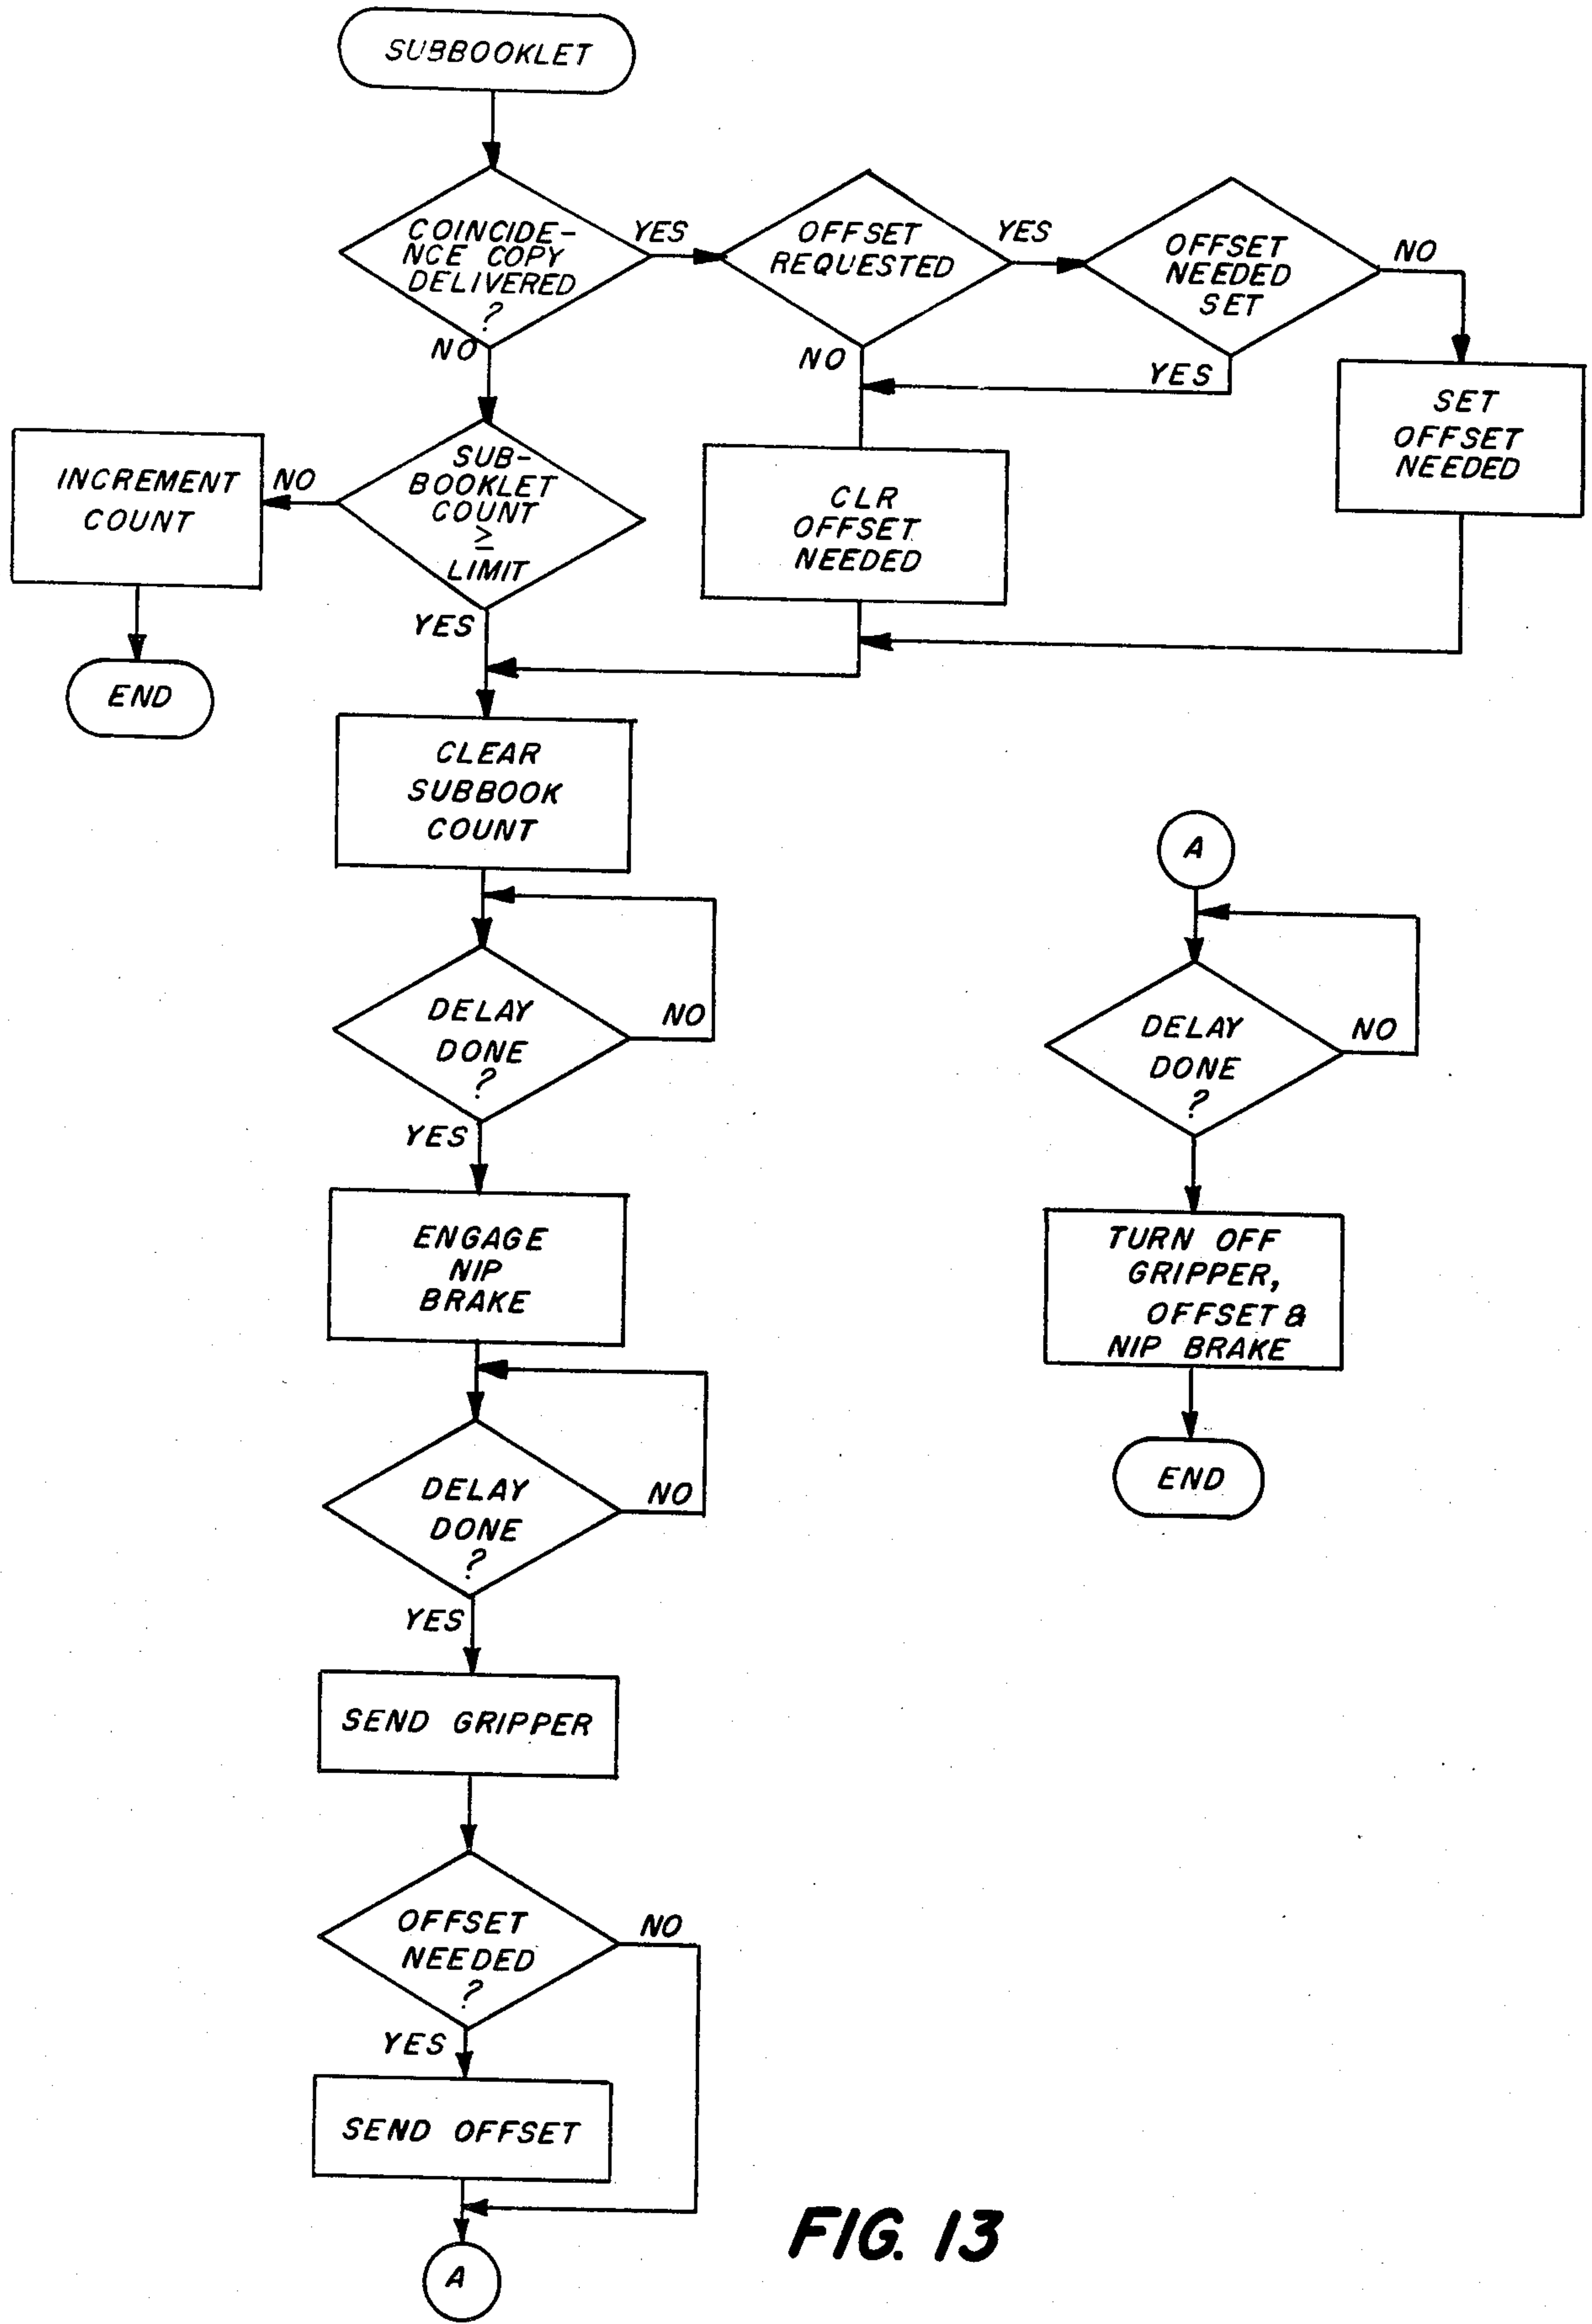 SUBBOOKLET
COINCIDE-
NCE COPY
DELIVERED
?
YES
NO
OFFSET
REQUESTED
YES
NO
OFFSET
NEEDED
SET
NO
YES
SET
OFFSET
NEEDED
SUB-
BOOKLET
COUNT
≥
LIMIT
NO
YES
INCREMENT
COUNT
END
CLR
OFFSET
NEEDED
CLEAR
SUBBOOK
COUNT
DELAY
DONE
?
NO
YES
ENGAGE
NIP
BRAKE
DELAY
DONE
?
NO
YES
SEND GRIPPER
OFFSET
NEEDED
?
NO
YES
SEND OFFSET
A
A
DELAY
DONE
?
NO
TURN OFF
GRIPPER,
OFFSET &
NIP BRAKE
END
FIG. 13